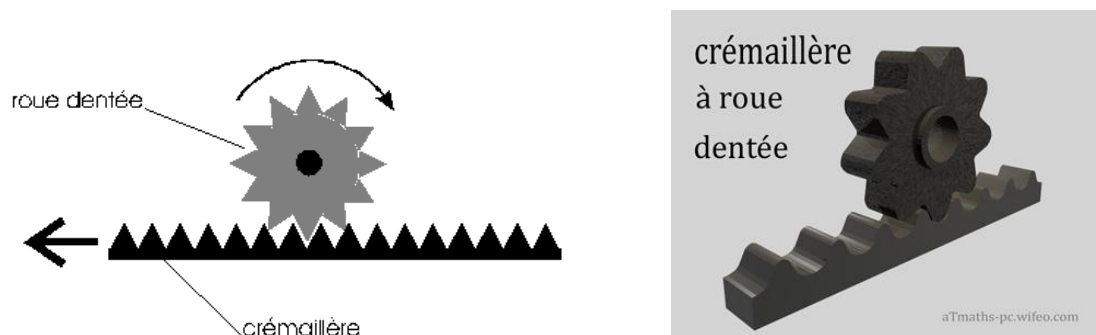 roue dentée
crémaillère
crémaillère
à roue
dentée
aTmaths-pc.wifeo.com